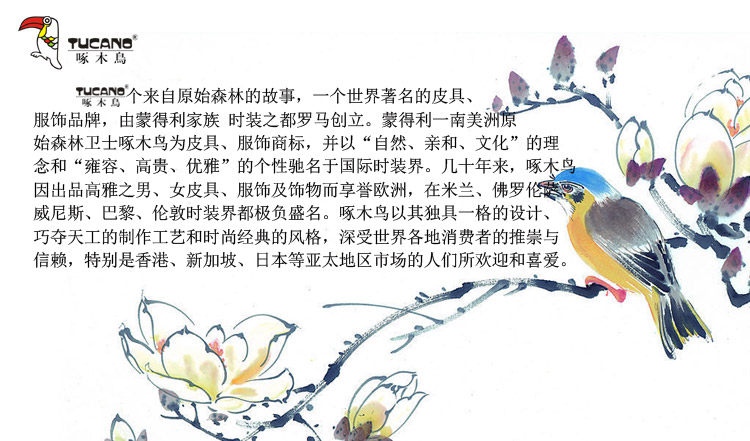 TUCANO®
啄木鳥
TUCANO® 啄木鳥 个来自原始森林的故事，一个世界著名的皮具、
服饰品牌，由蒙得利家族 时装之都罗马创立。蒙得利一南美洲原
始森林卫士啄木鸟为皮具、服饰商标，并以“自然、亲和、文化”的理
念和“雍容、高贵、优雅”的个性驰名于国际时装界。几十年来，啄木鸟
因出品高雅之男、女皮具、服饰及饰物而享誉欧洲，在米兰、佛罗伦萨
威尼斯、巴黎、伦敦时装界都极负盛名。啄木鸟以其独具一格的设计、
巧夺天工的制作工艺和时尚经典的风格，深受世界各地消费者的推崇与
信赖，特别是香港、新加坡、日本等亚太地区市场的人们所欢迎和喜爱。